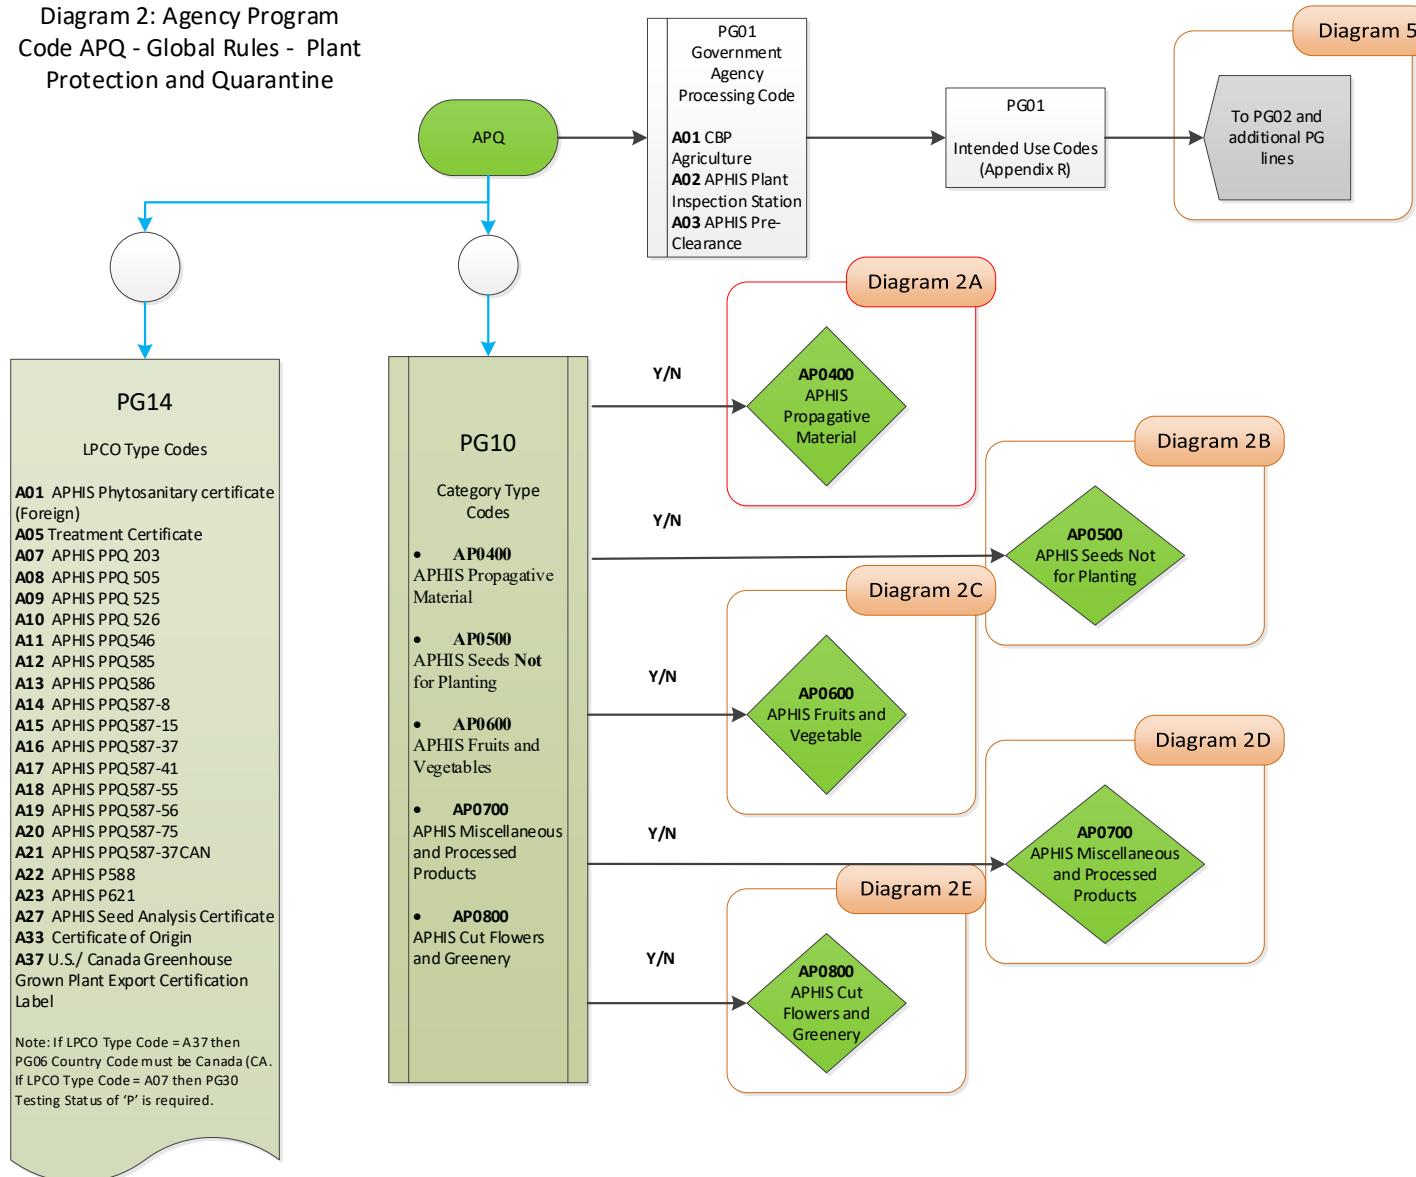 Diagram 2: Agency Program
Code APQ - Global Rules - Plant
Protection and Quarantine
APQ
PG01
Government
Agency
Processing Code
A01 CBP
Agriculture
A02 APHIS Plant
Inspection Station
A03 APHIS Pre-
Clearance
PG01
Intended Use Codes
(Appendix R)
Diagram 5
To PG02 and
additional PG
lines
PG14
LPCO Type Codes
A01 APHIS Phytosanitary certificate
(Foreign)
A05 Treatment Certificate
A07 APHIS PPQ 203
A08 APHIS PPQ 505
A09 APHIS PPQ 525
A10 APHIS PPQ 526
A11 APHIS PPQ546
A12 APHIS PPQ585
A13 APHIS PPQ586
A14 APHIS PPQ587-8
A15 APHIS PPQ587-15
A16 APHIS PPQ587-37
A17 APHIS PPQ587-41
A18 APHIS PPQ587-55
A19 APHIS PPQ587-56
A20 APHIS PPQ587-75
A21 APHIS PPQ587-37CAN
A22 APHIS P588
A23 APHIS P621
A27 APHIS Seed Analysis Certificate
A33 Certificate of Origin
A37 U.S./ Canada Greenhouse
Grown Plant Export Certification
Label
Note: If LPCO Type Code = A37 then
PG06 Country Code must be Canada (CA.
If LPCO Type Code = A07 then PG30
Testing Status of ‘P’ is required.
PG10
Category Type
Codes
• AP0400
APHIS Propagative
Material
• AP0500
APHIS Seeds Not
for Planting
• AP0600
APHIS Fruits and
Vegetables
• AP0700
APHIS Miscellaneous
and Processed
Products
• AP0800
APHIS Cut Flowers
and Greenery
Y/N
Diagram 2A
AP0400
APHIS
Propagative
Material
Y/N
Diagram 2B
AP0500
APHIS Seeds Not
for Planting
Y/N
Diagram 2C
AP0600
APHIS Fruits and
Vegetable
Y/N
Diagram 2D
AP0700
APHIS Miscellaneous
and Processed
Products
Y/N
Diagram 2E
AP0800
APHIS Cut
Flowers and
Greenery